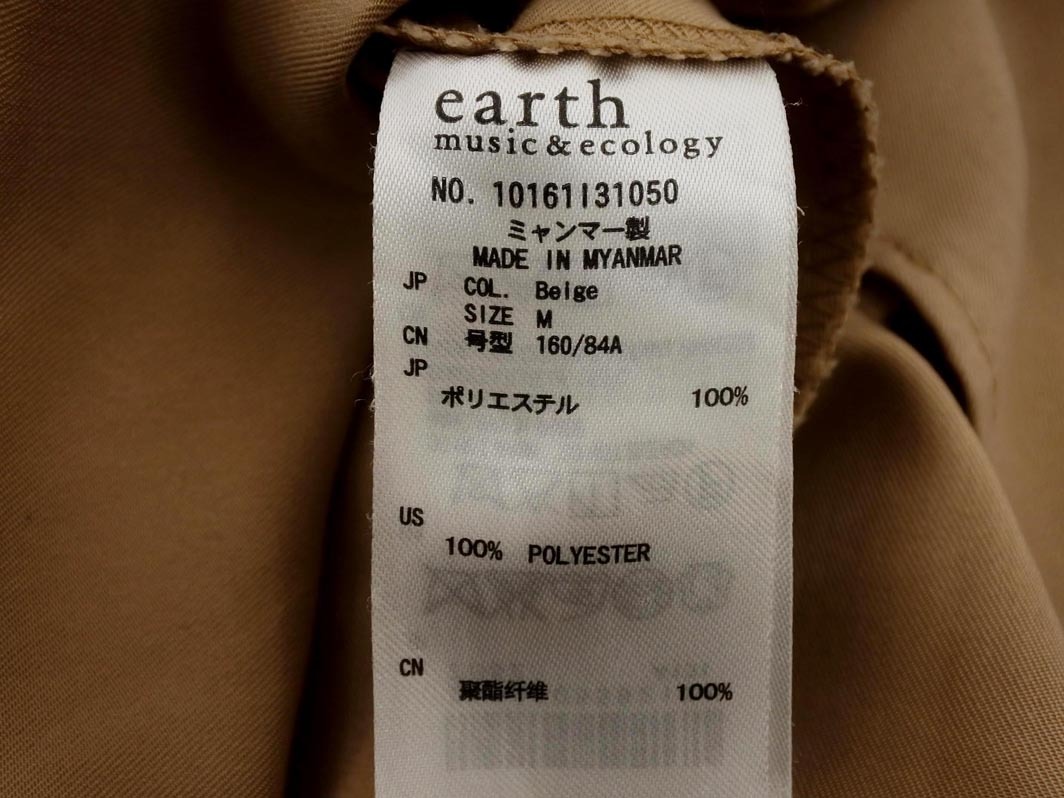 earth
music & ecology
NO. 10161I31050
ミャンマー製
MADE IN MYANMAR
JP COL. Beige
SIZE M
CN 号型 160/84A
JP
ポリエステル 100%
US
100% POLYESTER
CN
聚酯纤维 100%